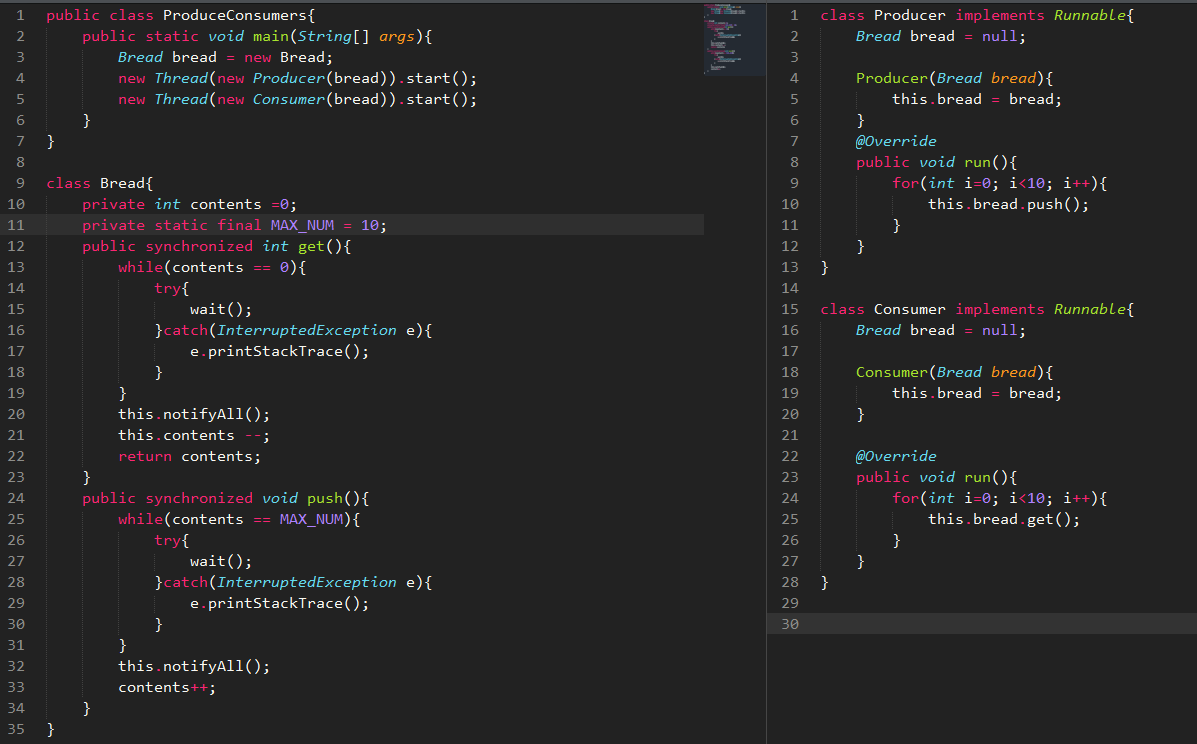 1 public class ProduceConsumers{
2 public static void main(String[] args){
3 Bread bread = new Bread;
4 new Thread(new Producer(bread)).start();
5 new Thread(new Consumer(bread)).start();
6 }
7 }
8
9 class Bread{
10 private int contents =0;
11 private static final MAX_NUM = 10;
12 public synchronized int get(){
13 while(contents == 0){
14 try{
15 wait();
16 }catch(InterruptedException e){
17 e.printStackTrace();
18 }
19 }
20 this.notifyAll();
21 this.contents --;
22 return contents;
23 }
24 public synchronized void push(){
25 while(contents == MAX_NUM){
26 try{
27 wait();
28 }catch(InterruptedException e){
29 e.printStackTrace();
30 }
31 }
32 this.notifyAll();
33 contents++;
34 }
35 }
1 class Producer implements Runnable{
2 Bread bread = null;
3
4 Producer(Bread bread){
5 this.bread = bread;
6 }
7 @Override
8 public void run(){
9 for(int i=0; i<10; i++){
10 this.bread.push();
11 }
12 }
13 }
14
15 class Consumer implements Runnable{
16 Bread bread = null;
17
18 Consumer(Bread bread){
19 this.bread = bread;
20 }
21
22 @Override
23 public void run(){
24 for(int i=0; i<10; i++){
25 this.bread.get();
26 }
27 }
28 }
29
30